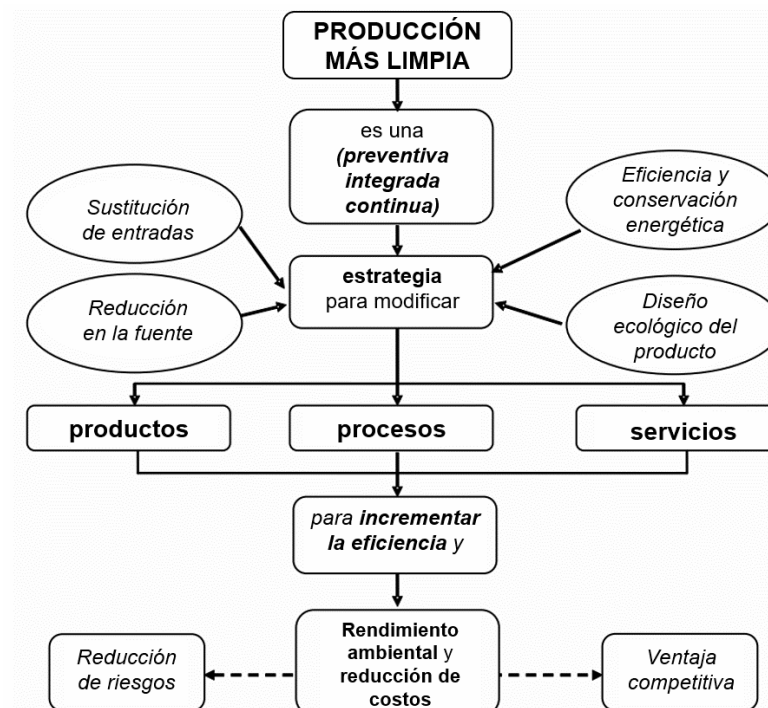 PRODUCCIÓN
MÁS LIMPIA
es una
(preventiva
integrada
continua)
Sustitución
de entradas
Eficiencia y
conservación
energética
estrategia
para modificar
Reducción
en la fuente
Diseño
ecológico del
producto
productos
procesos
servicios
para incrementar
la eficiencia y
Rendimiento
ambiental y
reducción de
costos
Reducción
de riesgos
Ventaja
competitiva